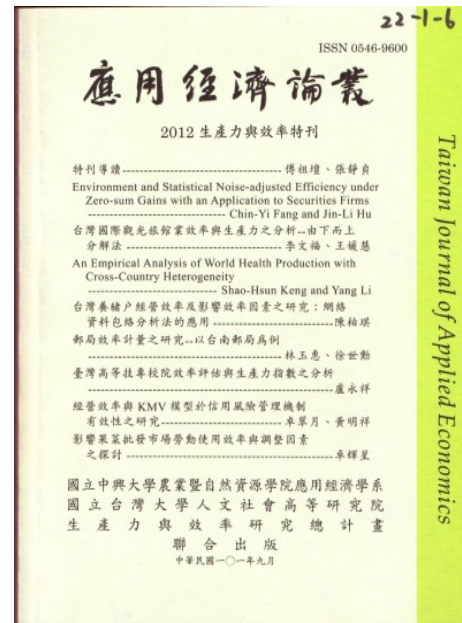 22-1-6
ISSN 0546-9600
應用經濟論叢
2012 生產力與效率特刊
特刊導讀------------------------------------傅祖壇、張靜貞
Environment and Statistical Noise-adjusted Efficiency under
Zero-sum Gains with an Application to Securities Firms
-------------------------------Chin-Yi Fang and Jin-Li Hu
台灣國際觀光旅館業效率與生產力之分析--由下而上
分解法 ------------------------------------李文福、王媛慧
An Empirical Analysis of World Health Production with
Cross-Country Heterogeneity
------------------------------Shao-Hsun Keng and Yang Li
台灣養豬戶經營效率及影響效率因素之研究：網絡
資料包絡分析法的應用 --------------------------陳柏琪
郵局效率計量之研究--以台南郵局為例
----------------------------------------林玉惠、徐世勳
臺灣高等技專校院效率評估與生產力指數之分析
------------------------------------------------盧永祥
經營效率與 KMV 模型於信用風險管理機制
有效性之研究---------------------------卓翠月、黃明祥
影響果菜批發市場勞動使用效率與調整因素
之探討 ----------------------------------------卓輝星
國立中興大學農業暨自然資源學院應用經濟學系
國立台灣大學人文社會高等研究院
生產力與效率研究總計畫
聯合出版
中華民國一○一年九月
Taiwan Journal of Applied Economics